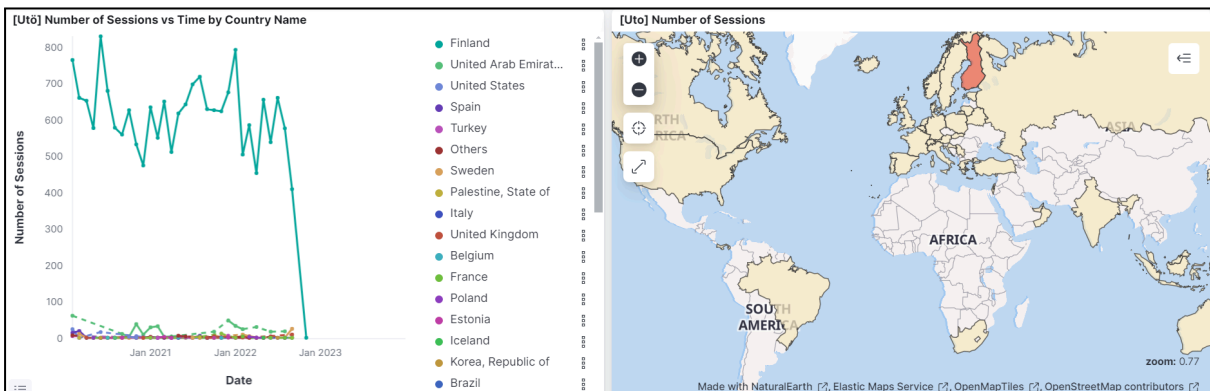 [Utö] Number of Sessions vs Time by Country Name
800
700
600
500
400
300
200
100
0
Number of Sessions
Jan 2021
Jan 2022
Jan 2023
Date
Finland
United Arab Emirat...
United States
Spain
Turkey
Others
Sweden
Palestine, State of
Italy
United Kingdom
Belgium
France
Poland
Estonia
Iceland
Korea, Republic of
Brazil
[Uto] Number of Sessions
NORTH
AMERICA
ASIA
AFRICA
SOUTH
AMERICA
zoom: 0.77
Made with NaturalEarth, Elastic Maps Service, OpenMapTiles, OpenStreetMap contributors